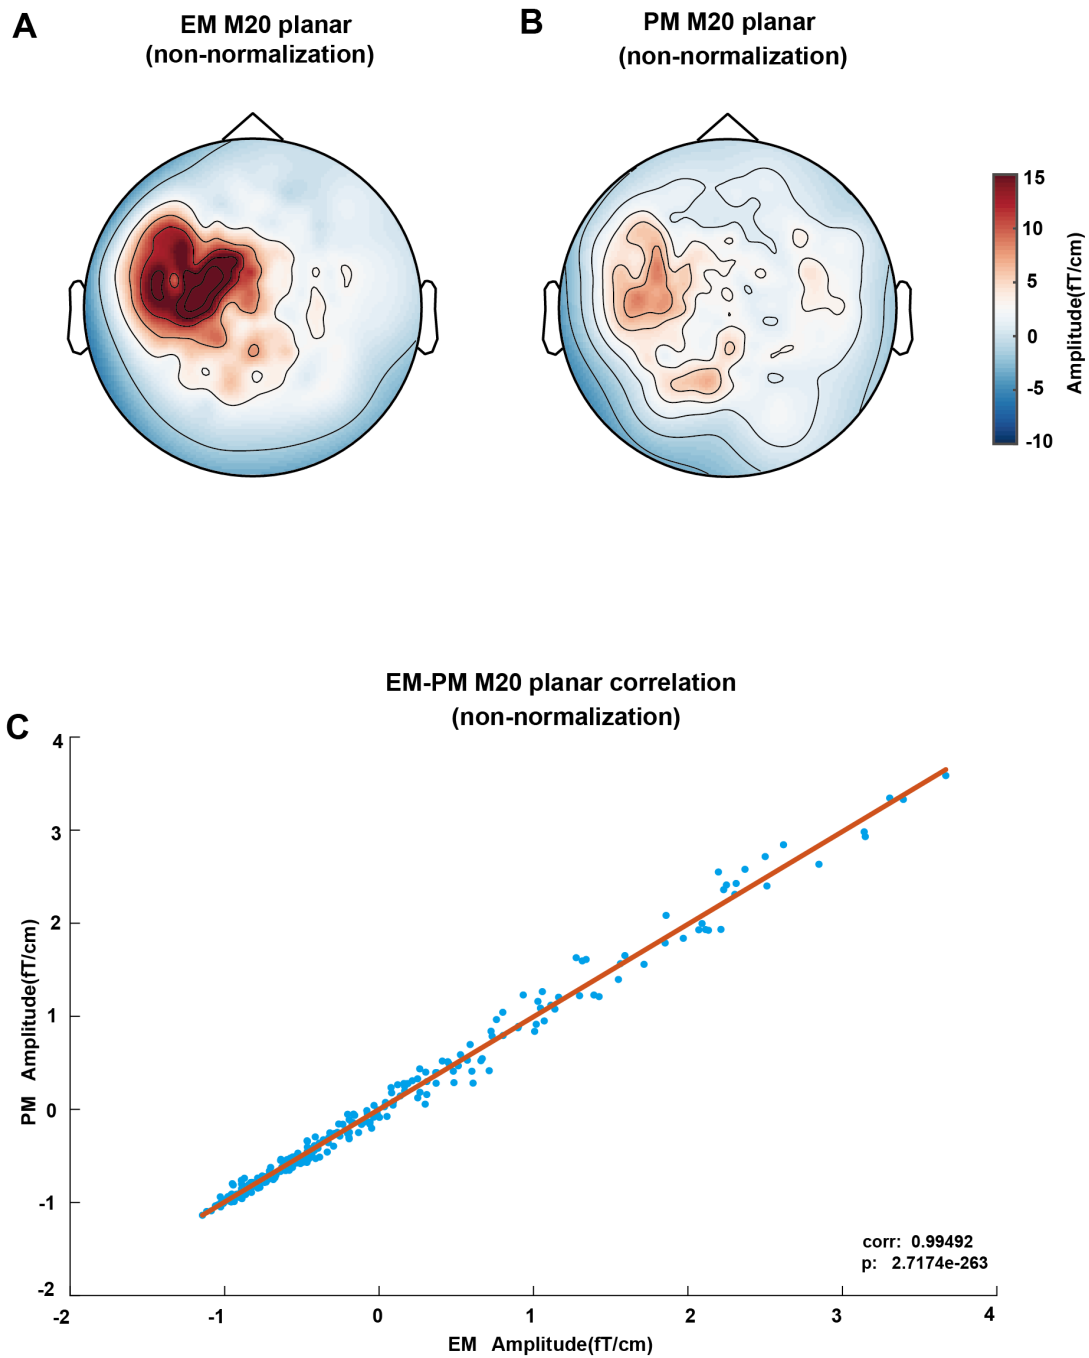 A
EM M20 planar
(non-normalization)
B
PM M20 planar
(non-normalization)
15
10
5
0
-5
-10
Amplitude(fT/cm)
EM-PM M20 planar correlation
(non-normalization)
C
4
3
2
1
0
-1
-2
PM Amplitude(fT/cm)
corr: 0.99492
p: 2.7174e-263
-2
-1
0
1
2
3
4
EM Amplitude(fT/cm)